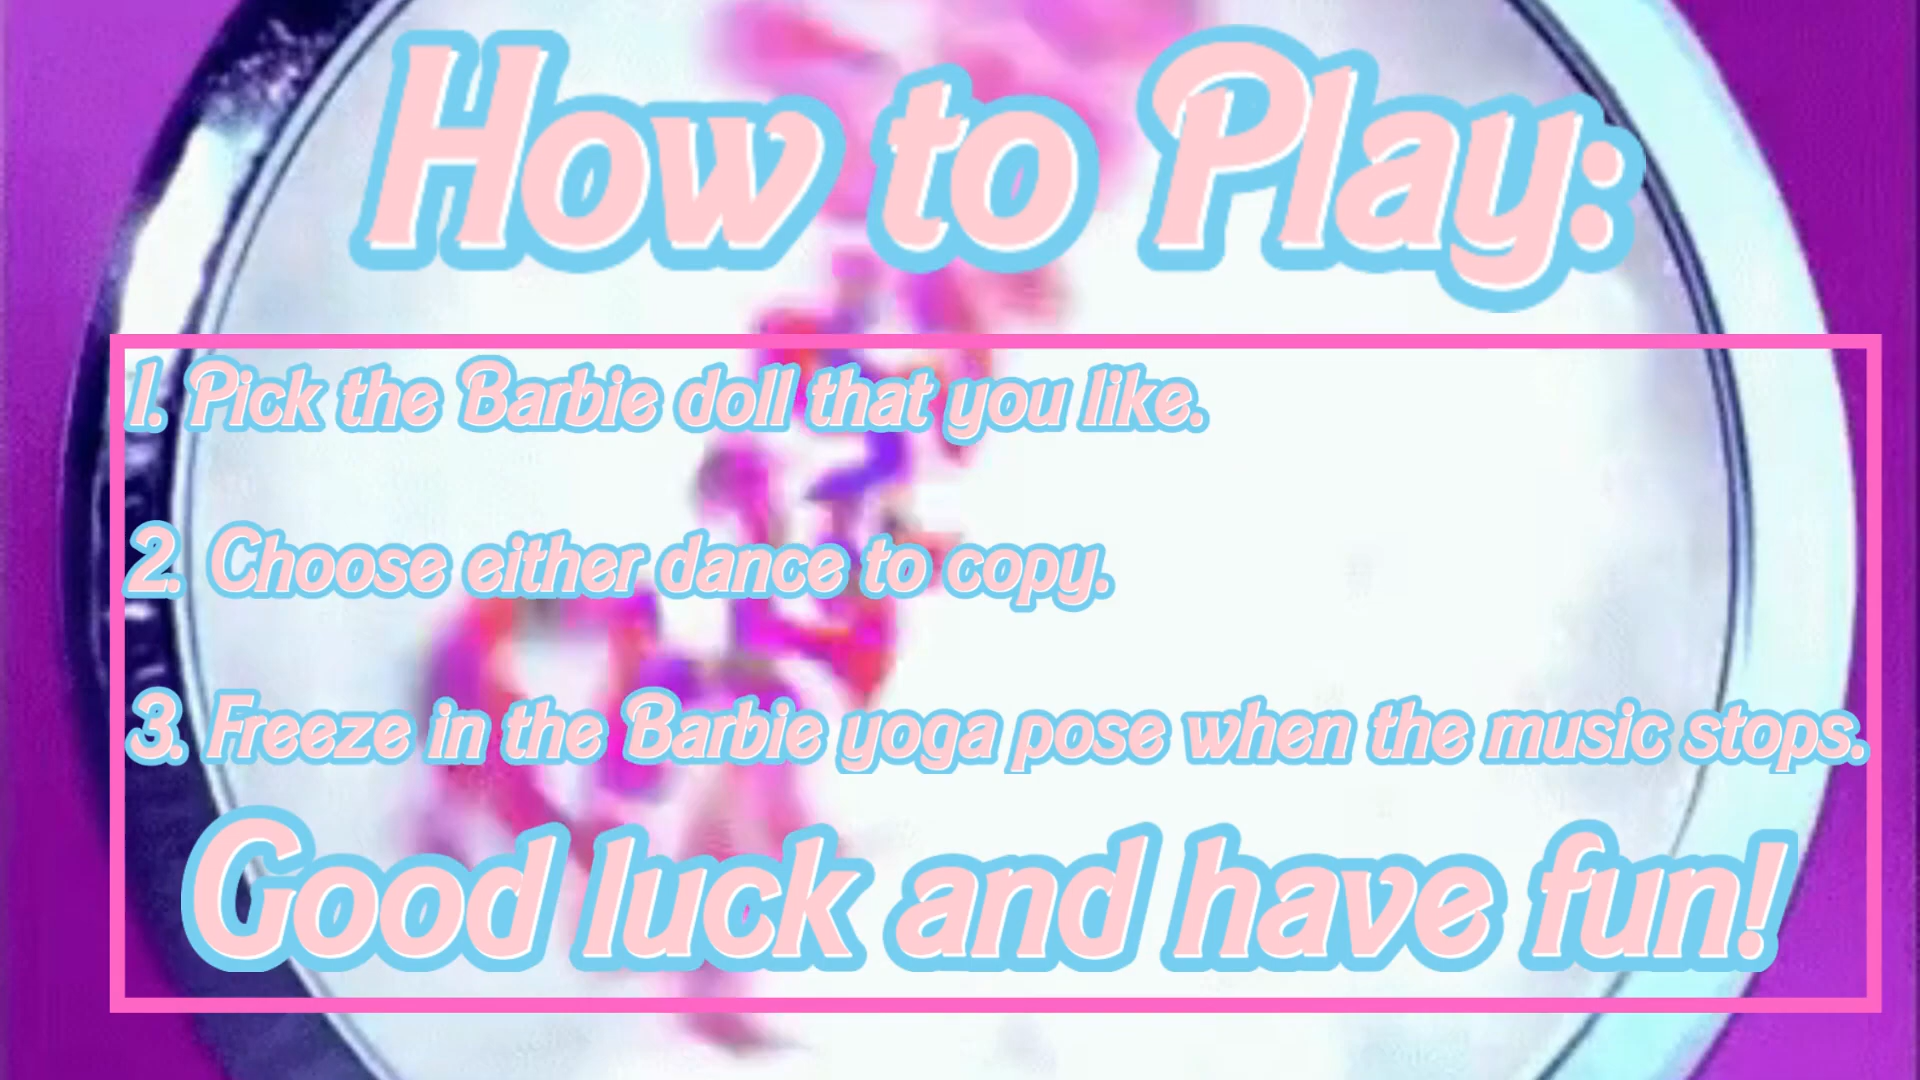 How to Play:
1. Pick the Barbie doll that you like.
2. Choose either dance to copy.
3. Freeze in the Barbie yoga pose when the music stops.
Good luck and have fun!